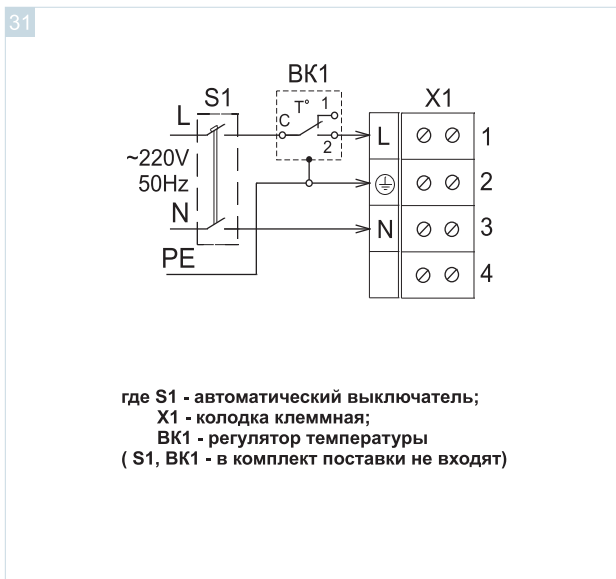 31
BK1
S1
X1
L
T°
1
C
2
L
1
~220V
50Hz
2
N
N
3
PE
4
где S1 - автоматический выключатель;
X1 - колодка клеммная;
ВК1 - регулятор температуры
( S1, ВК1 - в комплект поставки не входят)